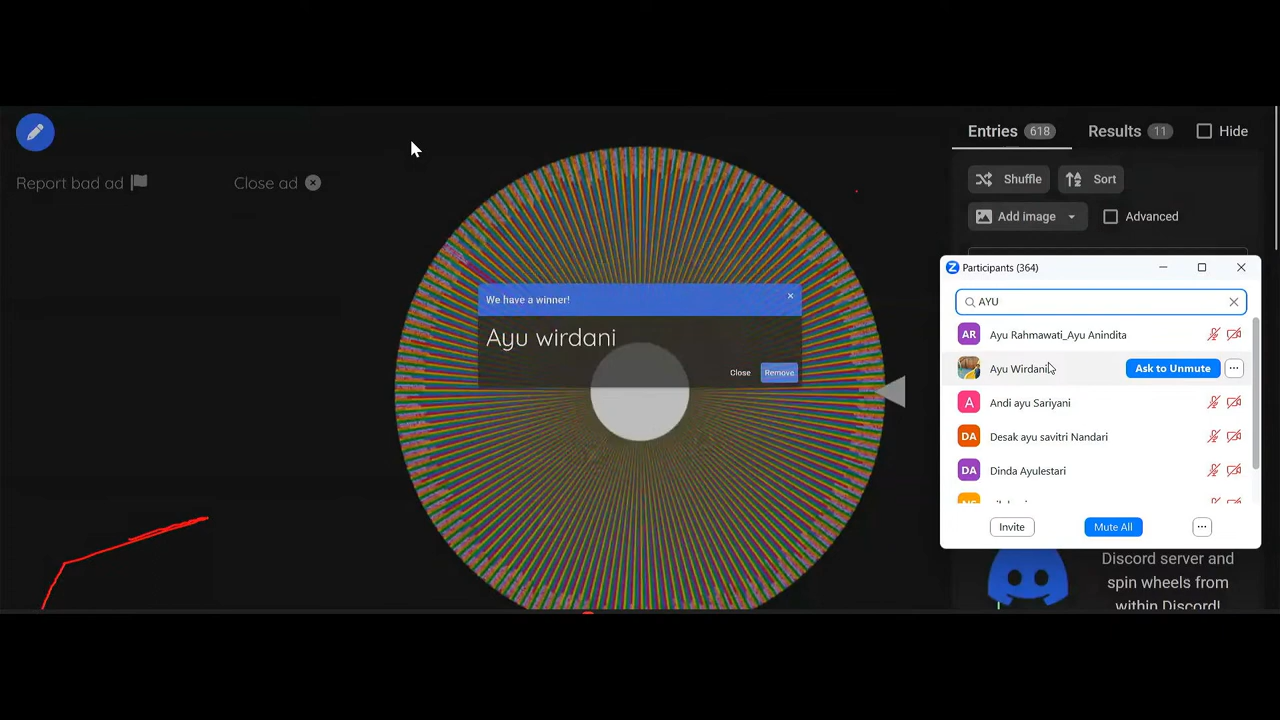 Report bad ad
Close ad
We have a winner!
Ayu wirdani
Close
Remove
Entries 618
Results 11
Hide
Shuffle
Sort
Add image
Advanced
Participants (364)
AYU
AR Ayu Rahmawati_Ayu Anindita
Ayu Wirdani
Ask to Unmute
A Andi ayu Sariyani
DA Desak ayu savitri Nandari
DA Dinda Ayulestari
Invite
Mute All
Discord server and
spin wheels from
within Discord!